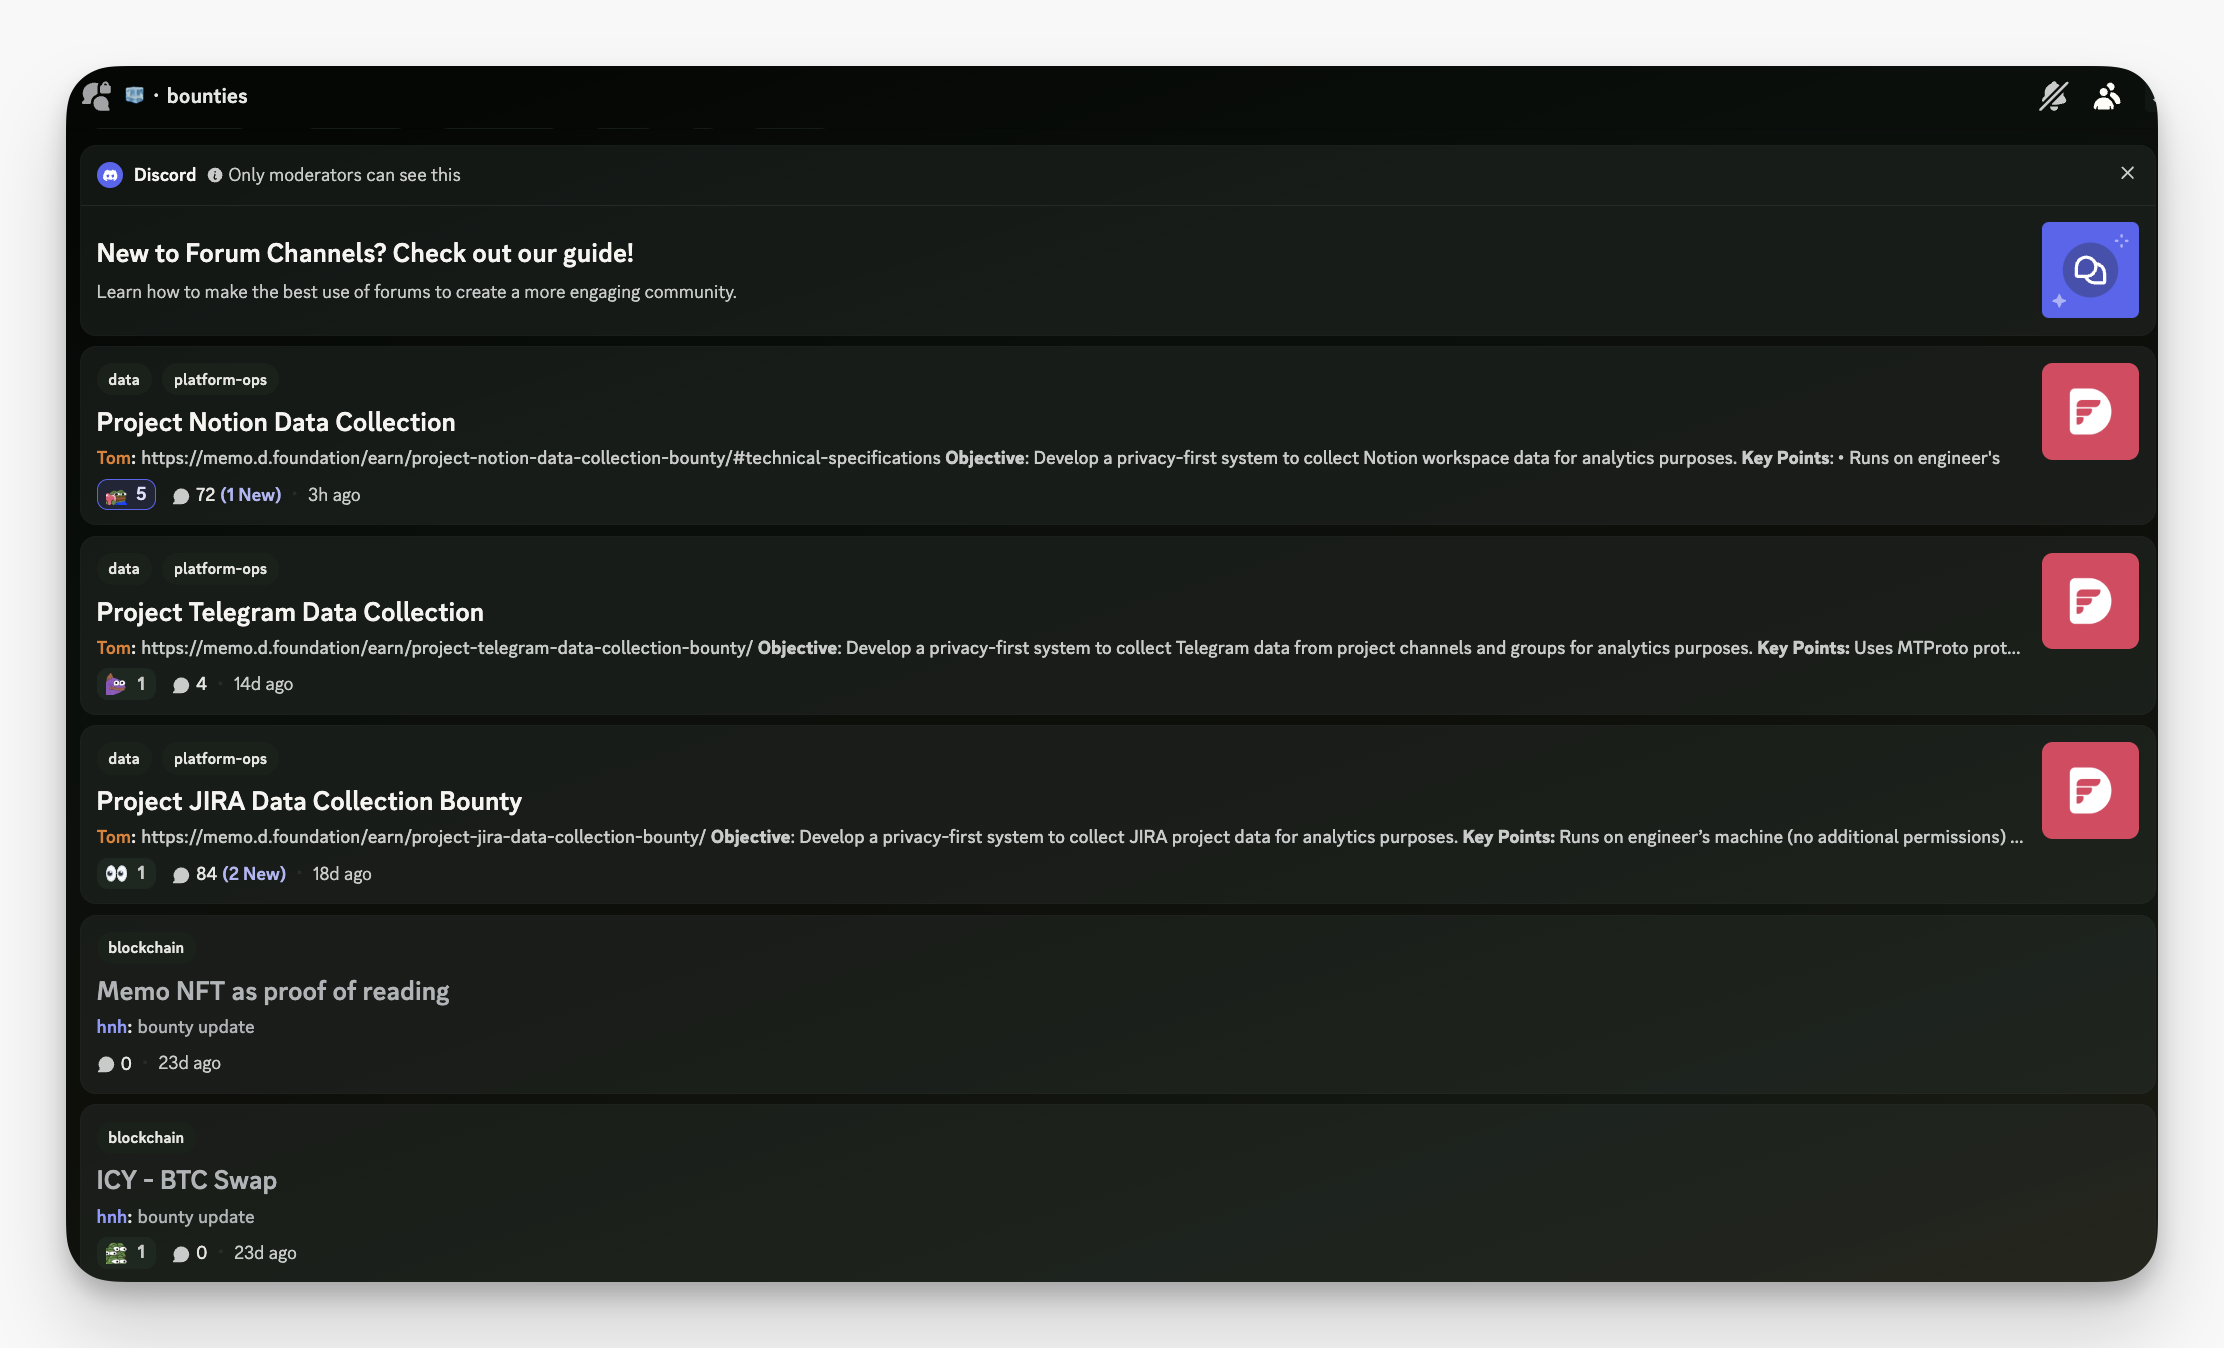 · bounties
Discord Only moderators can see this
New to Forum Channels? Check out our guide!
Learn how to make the best use of forums to create a more engaging community.
data platform-ops
Project Notion Data Collection
Tom: https://memo.d.foundation/earn/project-notion-data-collection-bounty/#technical-specifications Objective: Develop a privacy-first system to collect Notion workspace data for analytics purposes. Key Points: • Runs on engineer's
5 72 (1 New) · 3h ago
data platform-ops
Project Telegram Data Collection
Tom: https://memo.d.foundation/earn/project-telegram-data-collection-bounty/ Objective: Develop a privacy-first system to collect Telegram data from project channels and groups for analytics purposes. Key Points: Uses MTProto prot...
1 4 · 14d ago
data platform-ops
Project JIRA Data Collection Bounty
Tom: https://memo.d.foundation/earn/project-jira-data-collection-bounty/ Objective: Develop a privacy-first system to collect JIRA project data for analytics purposes. Key Points: Runs on engineer’s machine (no additional permissions) ...
1 84 (2 New) · 18d ago
blockchain
Memo NFT as proof of reading
hnh: bounty update
0 · 23d ago
blockchain
ICY - BTC Swap
hnh: bounty update
1 0 · 23d ago